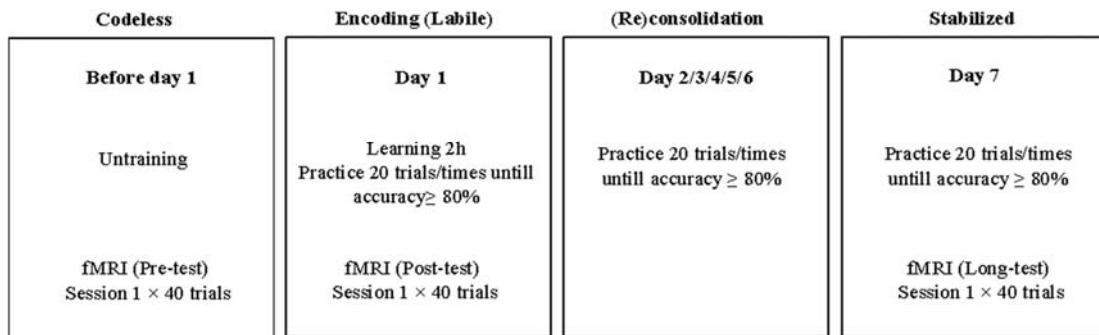 Codeless
Before day 1
Untraining
fMRI (Pre-test)
Session 1 × 40 trials
Encoding (Labile)
Day 1
Learning 2h
Practice 20 trials/times untill
accuracy≥ 80%
fMRI (Post-test)
Session 1 × 40 trials
(Re)consolidation
Day 2/3/4/5/6
Practice 20 trials/times
untill accuracy ≥ 80%
Stabilized
Day 7
Practice 20 trials/times
untill accuracy ≥ 80%
fMRI (Long-test)
Session 1 × 40 trials